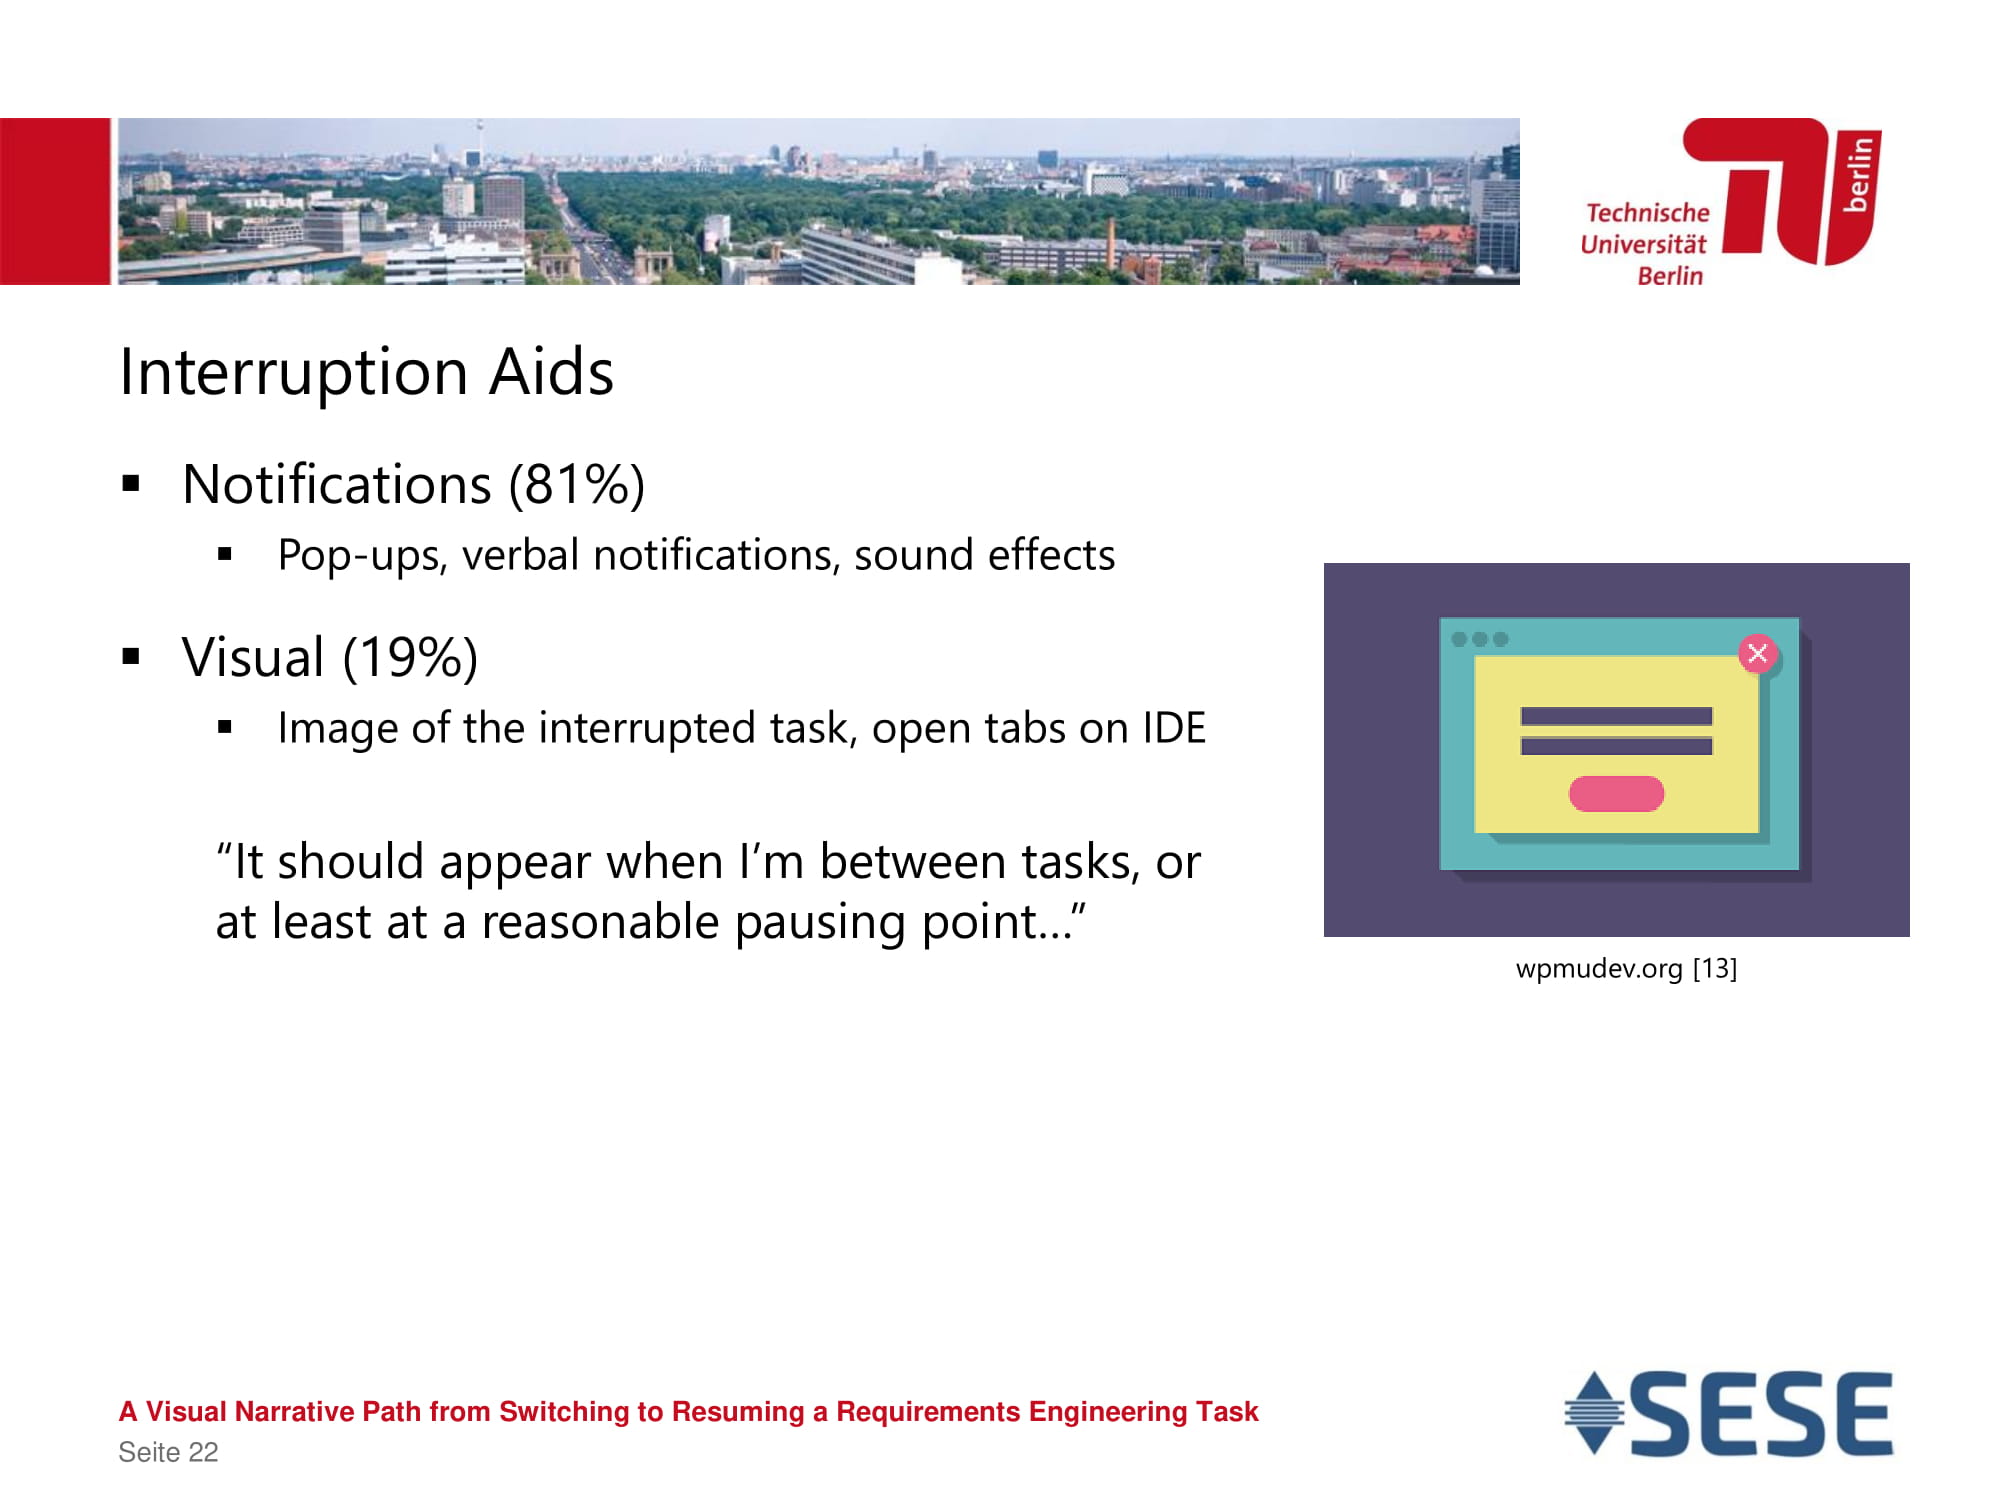 Technische
Universität
Berlin
berlin
Interruption Aids
▪ Notifications (81%)
▪ Pop-ups, verbal notifications, sound effects
▪ Visual (19%)
▪ Image of the interrupted task, open tabs on IDE
“It should appear when I’m between tasks, or
at least at a reasonable pausing point...”
wpmudev.org [13]
A Visual Narrative Path from Switching to Resuming a Requirements Engineering Task
Seite 22
SESE